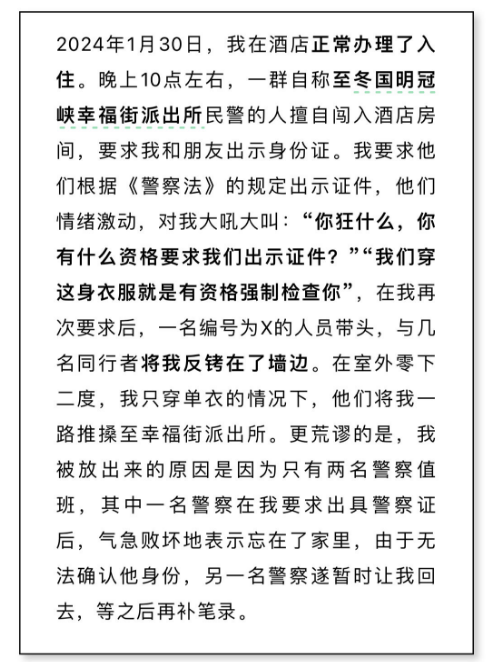 2024年1月30日，我在酒店正常办理了入
住。晚上10点左右，一群自称至冬国明冠
峡幸福街派出所民警的人擅自闯入酒店房
间，要求我和朋友出示身份证。我要求他
们根据《警察法》的规定出示证件，他们
情绪激动，对我大吼大叫：“你狂什么，你
有什么资格要求我们出示证件？”“我们穿
这身衣服就是有资格强制检查你”，在我再
次要求后，一名编号为X的人员带头，与几
名同行者将我反铐在了墙边。在室外零下
二度，我只穿单衣的情况下，他们将我一
路推搡至幸福街派出所。更荒谬的是，我
被放出来的原因是因为只有两名警察值
班，其中一名警察在我要求出具警察证
后，气急败坏地表示忘在了家里，由于无
法确认他身份，另一名警察遂暂时让我回
去，等之后再补笔录。